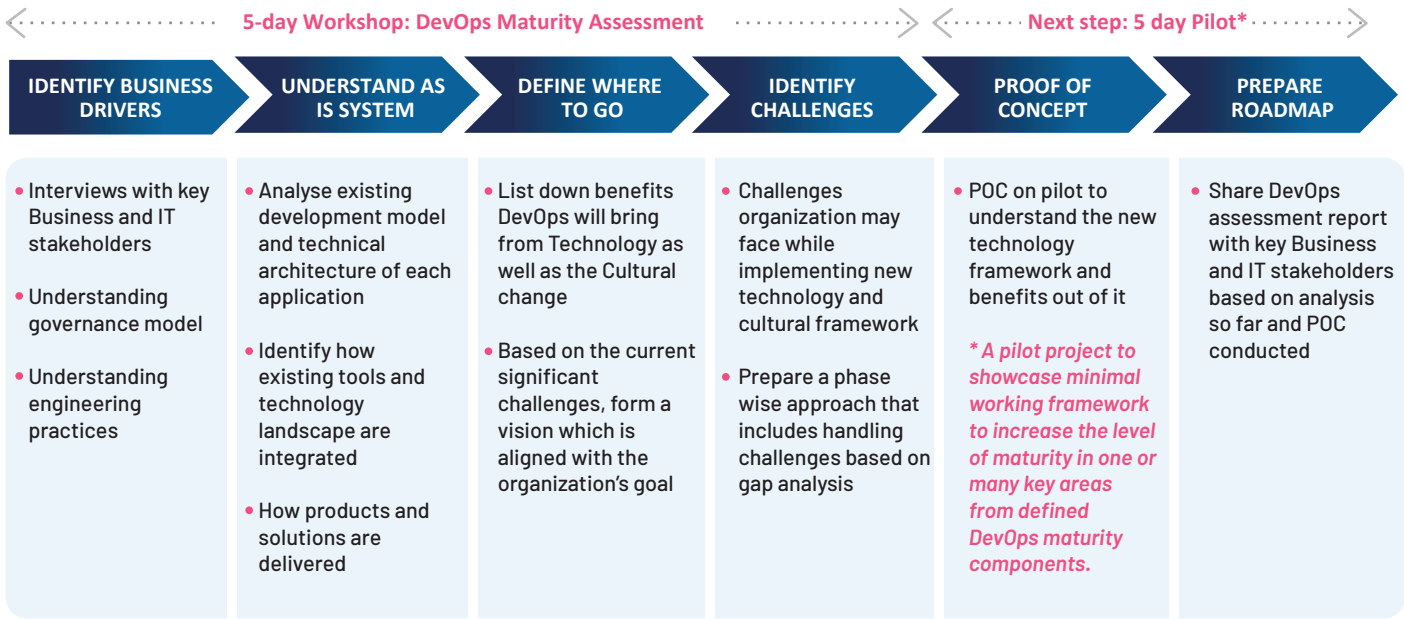 5-day Workshop: DevOps Maturity Assessment
Next step: 5 day Pilot*
IDENTIFY BUSINESS
DRIVERS
UNDERSTAND AS
IS SYSTEM
DEFINE WHERE
TO GO
IDENTIFY
CHALLENGES
PROOF OF
CONCEPT
PREPARE
ROADMAP
• Interviews with key
Business and IT
stakeholders
• Understanding
governance model
• Understanding
engineering
practices
• Analyse existing
development model
and technical
architecture of each
application
• Identify how
existing tools and
technology
landscape are
integrated
• How products and
solutions are
delivered
• List down benefits
DevOps will bring
from Technology as
well as the Cultural
change
• Based on the current
significant
challenges, form a
vision which is
aligned with the
organization's goal
• Challenges
organization may
face while
implementing new
technology and
cultural framework
• Prepare a phase
wise approach that
includes handling
challenges based on
gap analysis
• POC on pilot to
understand the new
technology
framework and
benefits out of it
* A pilot project to
showcase minimal
working framework
to increase the level
of maturity in one or
many key areas
from defined
DevOps maturity
components.
• Share DevOps
assessment report
with key Business
and IT stakeholders
based on analysis
so far and POC
conducted